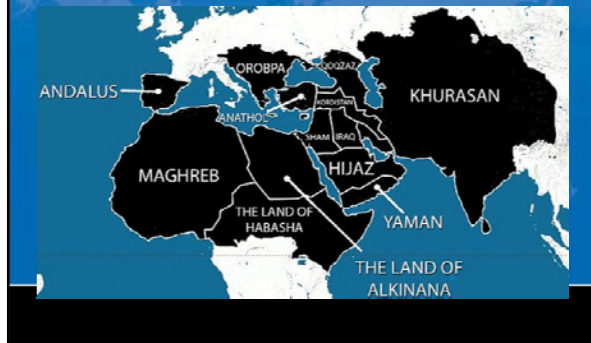 OROBPA
QOQZAZ
ANDALUS
ANATHOL
KORDISTAN
KHURASAN
SHAM
IRAQ
MAGHREB
HIJAZ
THE LAND OF
HABASHA
YAMAN
THE LAND OF
ALKINANA